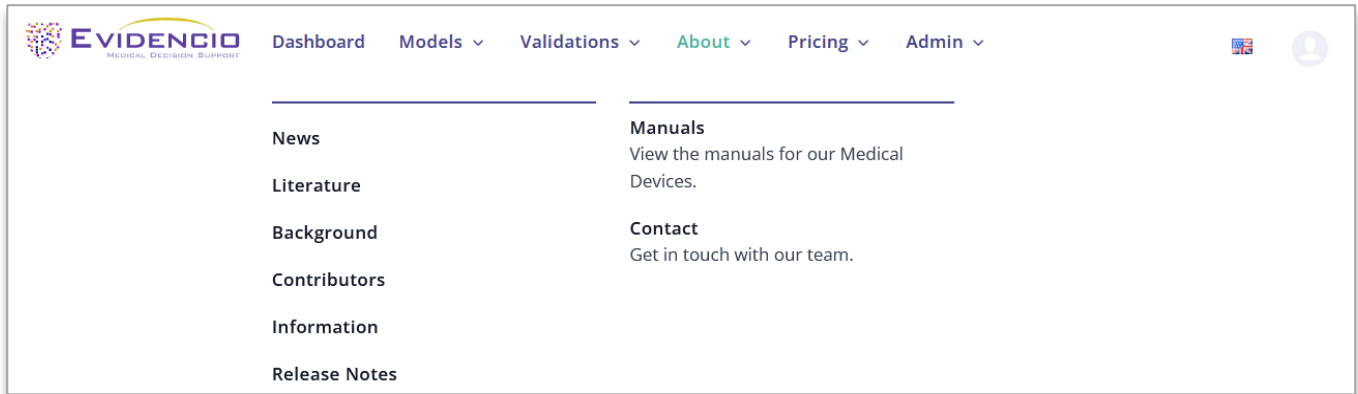 EVIDENCIO
MEDICAL DECISION SUPPORT
Dashboard Models Validations About Pricing Admin
News
Literature
Background
Contributors
Information
Release Notes
Manuals
View the manuals for our Medical
Devices.
Contact
Get in touch with our team.